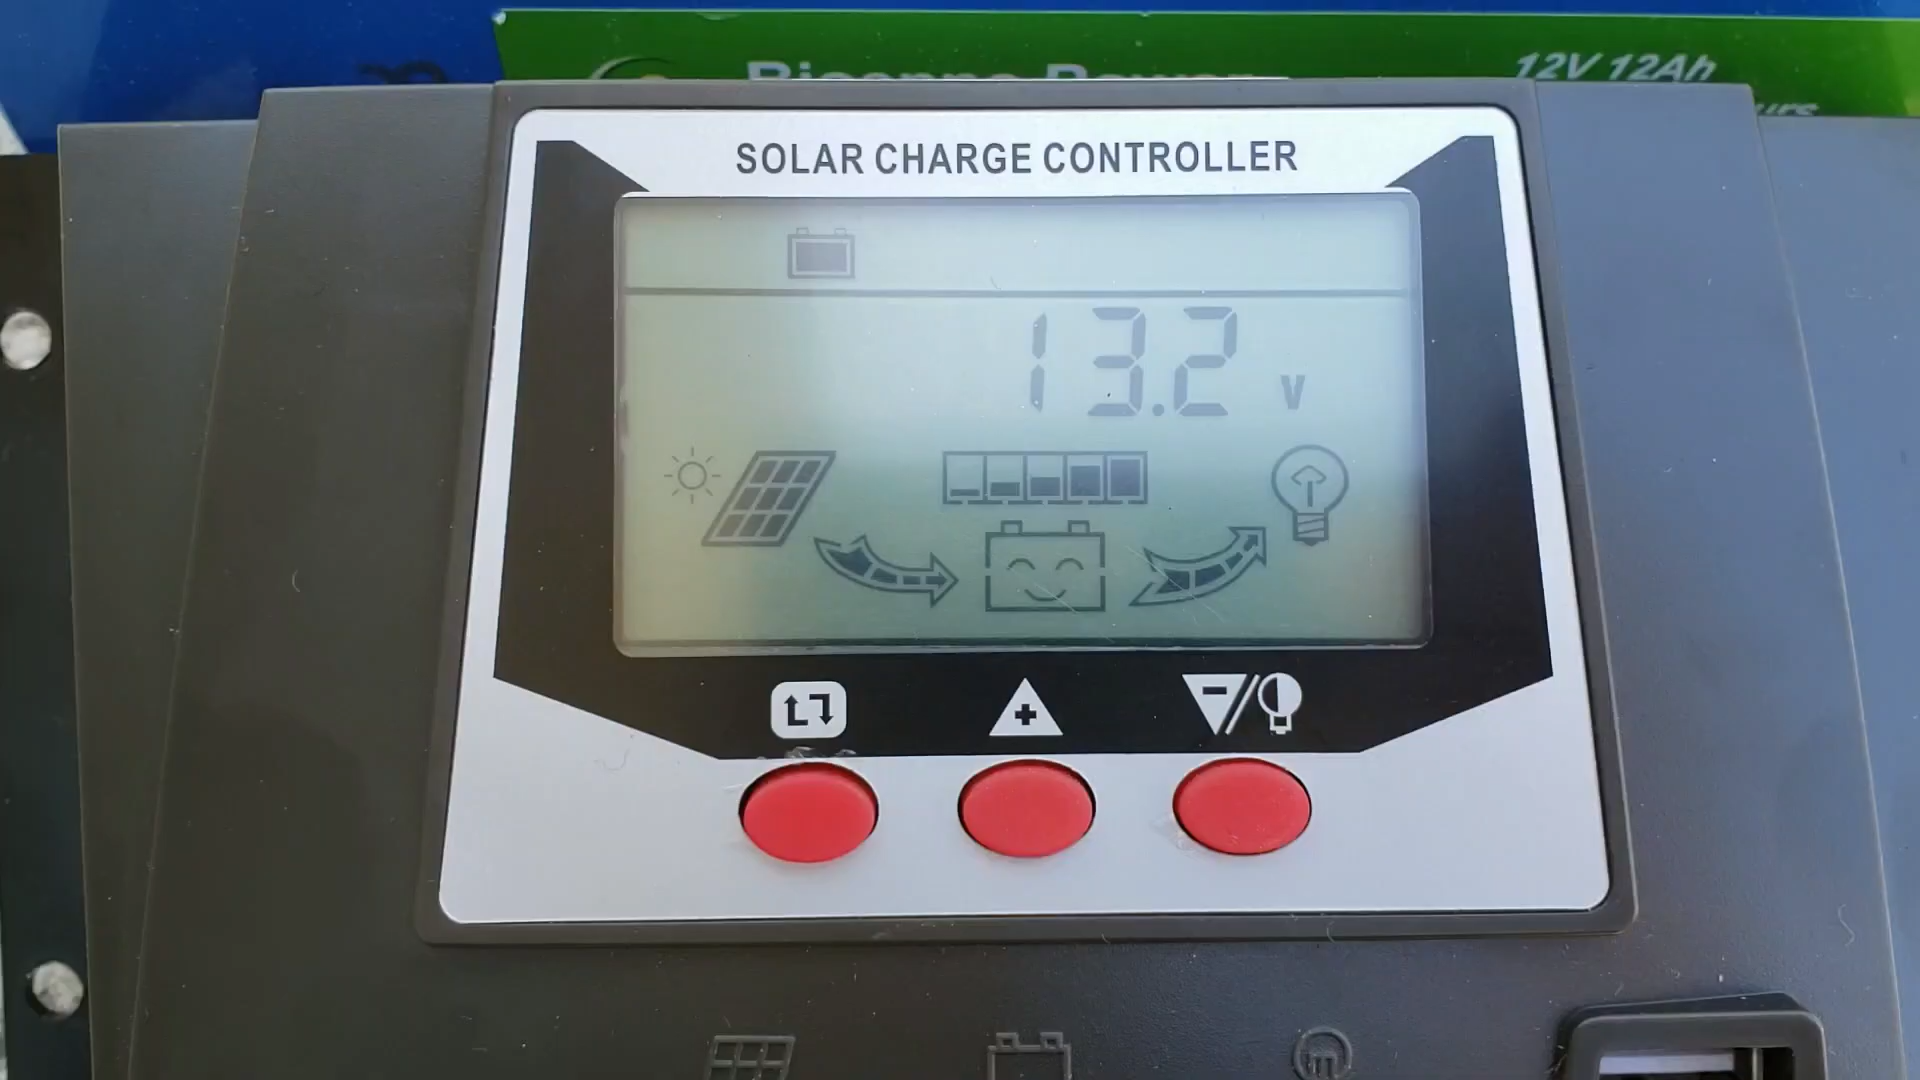 12V 12Ah
SOLAR CHARGE CONTROLLER
13.2 V